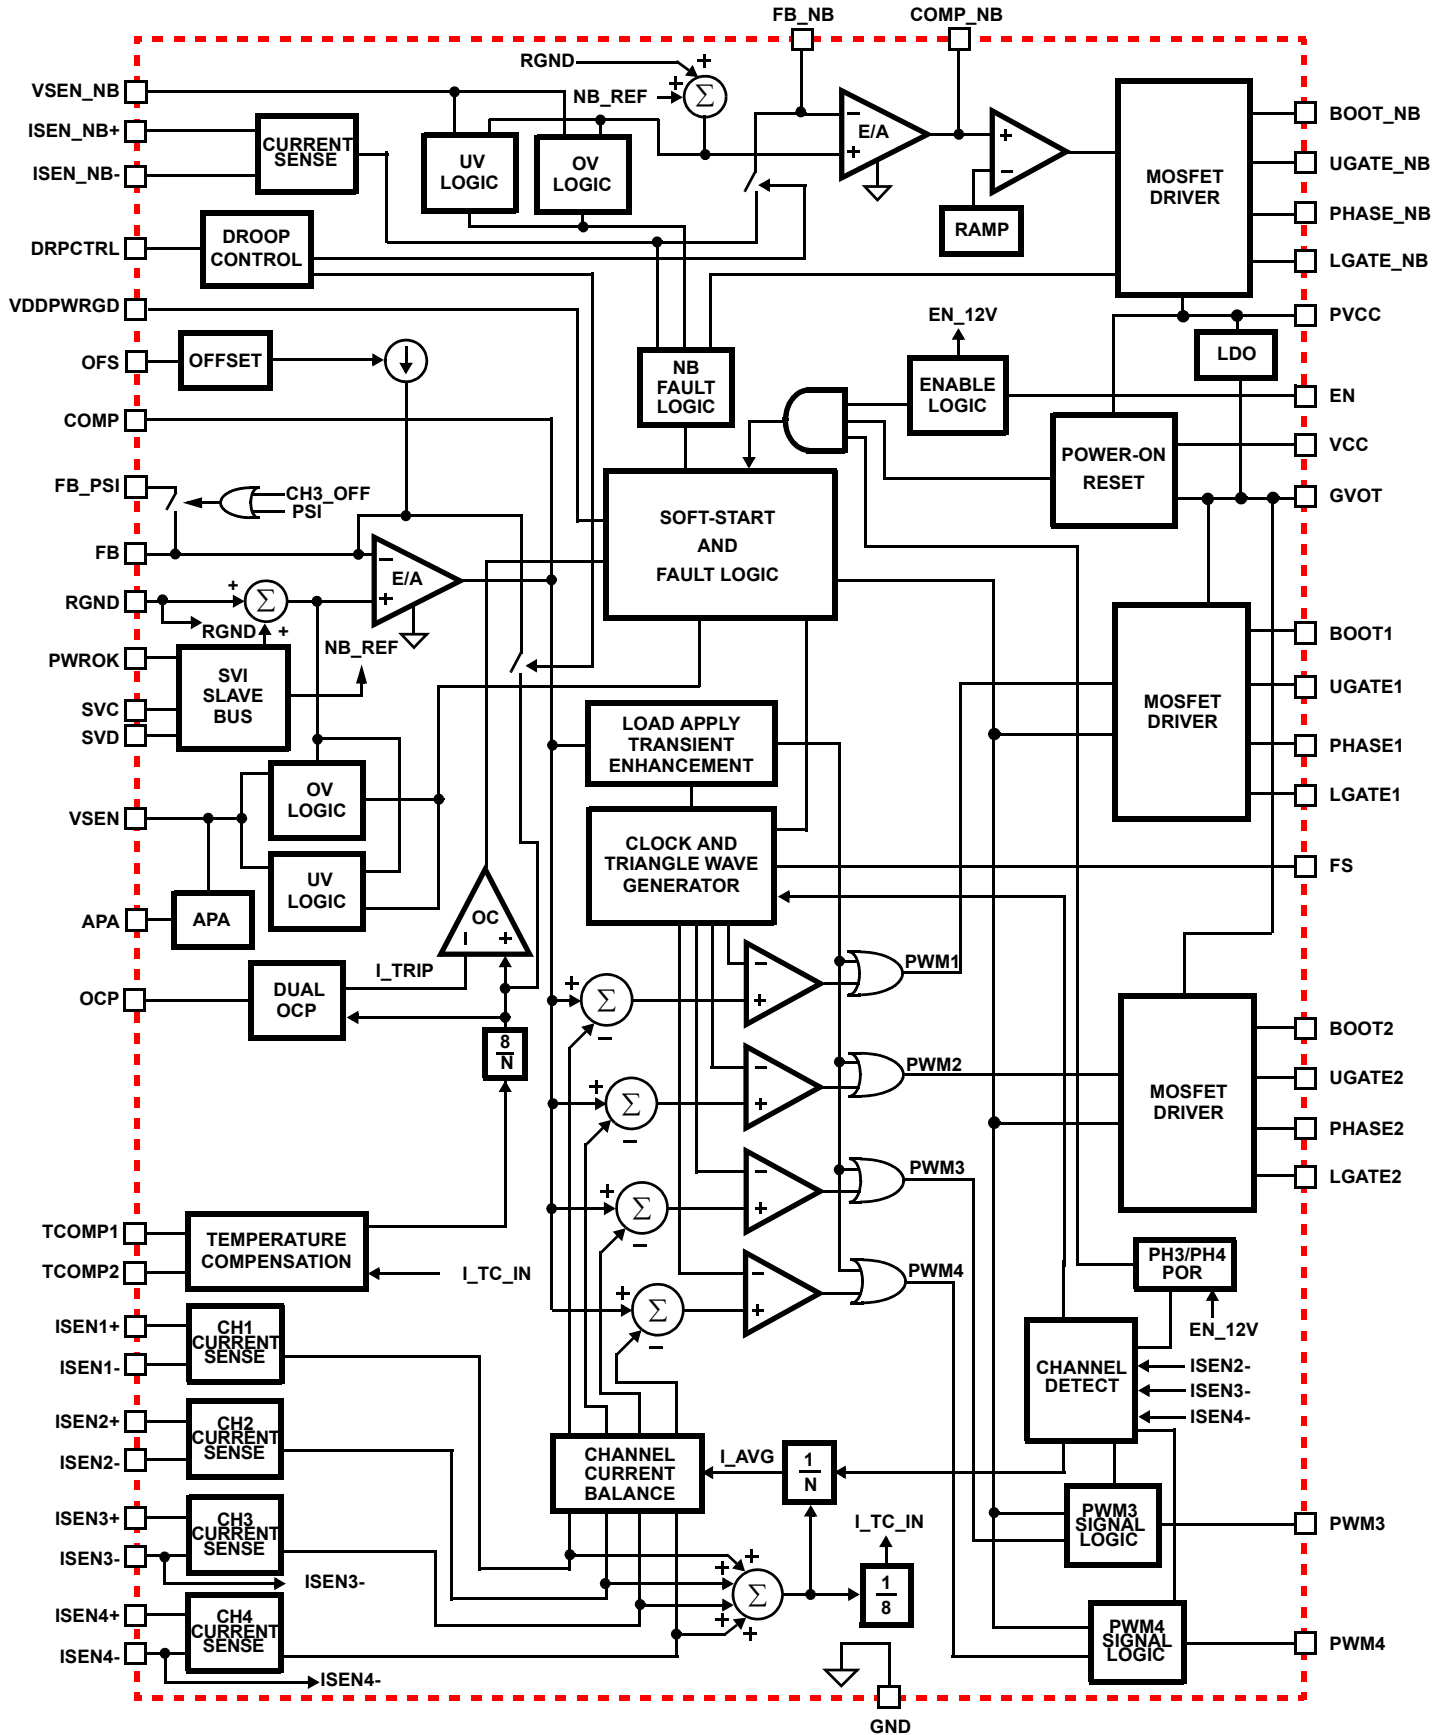 FB_NB
COMP_NB
RGND
+
VSEN_NB
NB_REF
+
Σ
ISEN_NB+
ISEN_NB-
CURRENT
SENSE
UV
LOGIC
OV
LOGIC
−
E/A
+
+
−
RAMP
MOSFET
DRIVER
BOOT_NB
UGATE_NB
PHASE_NB
LGATE_NB
DRPCTRL
DROOP
CONTROL
VDDPWRGD
EN_12V
PVCC
LDO
OFS
OFFSET
NB
FAULT
LOGIC
ENABLE
LOGIC
EN
COMP
POWER-ON
RESET
VCC
GVOT
FB_PSI
CH3_OFF
PSI
SOFT-START
AND
FAULT LOGIC
FB
−
E/A
+
RGND
+
Σ
RGND
+
NB_REF
PWROK
SVC
SVD
SVI
SLAVE
BUS
MOSFET
DRIVER
BOOT1
UGATE1
PHASE1
LGATE1
LOAD APPLY
TRANSIENT
ENHANCEMENT
OV
LOGIC
VSEN
CLOCK AND
TRIANGLE WAVE
GENERATOR
FS
UV
LOGIC
APA
APA
OC
−
+
I_TRIP
OCP
DUAL
OCP
8
N
+
Σ
−
−
+
PWM1
+
Σ
−
−
+
PWM2
MOSFET
DRIVER
BOOT2
UGATE2
PHASE2
LGATE2
+
Σ
−
−
+
PWM3
TCOMP1
TCOMP2
TEMPERATURE
COMPENSATION
I_TC_IN
+
Σ
−
−
+
PWM4
PH3/PH4
POR
EN_12V
ISEN1+
ISEN1-
CH1
CURRENT
SENSE
CHANNEL
DETECT
ISEN2-
ISEN3-
ISEN4-
ISEN2+
ISEN2-
CH2
CURRENT
SENSE
CHANNEL
CURRENT
BALANCE
I_AVG
1
N
ISEN3+
ISEN3-
CH3
CURRENT
SENSE
ISEN3-
I_TC_IN
1
8
PWM3
SIGNAL
LOGIC
PWM3
+
+
+
+
Σ
ISEN4+
ISEN4-
CH4
CURRENT
SENSE
ISEN4-
PWM4
SIGNAL
LOGIC
PWM4
GND